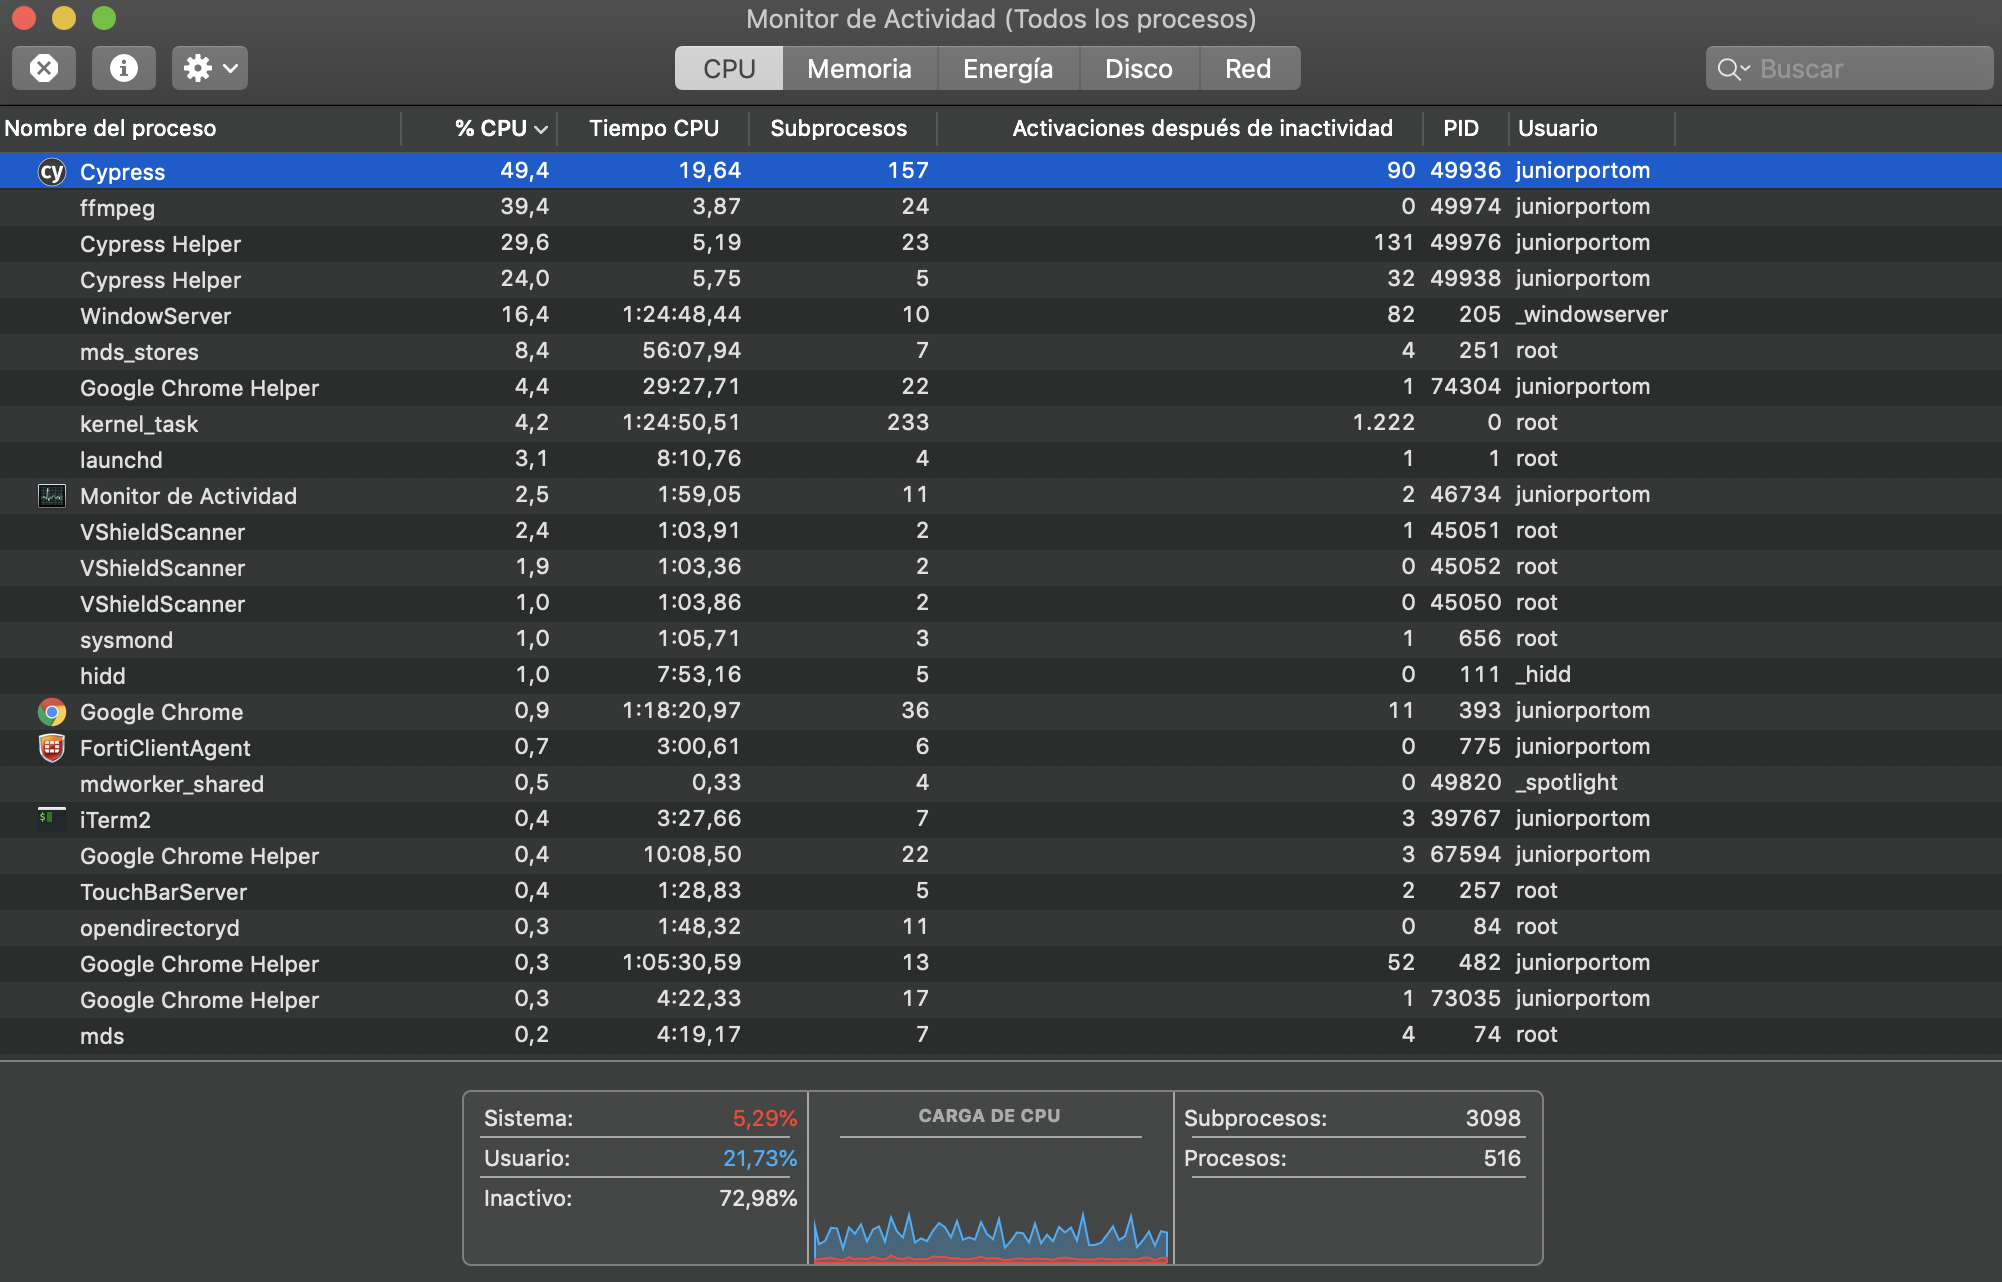 Monitor de Actividad (Todos los procesos)
CPU Memoria Energía Disco Red Buscar
Nombre del proceso % CPU Tiempo CPU Subprocesos Activaciones después de inactividad PID Usuario
cy Cypress 49,4 19,64 157 90 49936 juniorportom
ffmpeg 39,4 3,87 24 0 49974 juniorportom
Cypress Helper 29,6 5,19 23 131 49976 juniorportom
Cypress Helper 24,0 5,75 5 32 49938 juniorportom
WindowServer 16,4 1:24:48,44 10 82 205 _windowserver
mds_stores 8,4 56:07,94 7 4 251 root
Google Chrome Helper 4,4 29:27,71 22 1 74304 juniorportom
kernel_task 4,2 1:24:50,51 233 1.222 0 root
launchd 3,1 8:10,76 4 1 1 root
Monitor de Actividad 2,5 1:59,05 11 2 46734 juniorportom
VShieldScanner 2,4 1:03,91 2 1 45051 root
VShieldScanner 1,9 1:03,36 2 0 45052 root
VShieldScanner 1,0 1:03,86 2 0 45050 root
sysmond 1,0 1:05,71 3 1 656 root
hidd 1,0 7:53,16 5 0 111 _hidd
Google Chrome 0,9 1:18:20,97 36 11 393 juniorportom
FortiClientAgent 0,7 3:00,61 6 0 775 juniorportom
mdworker_shared 0,5 0,33 4 0 49820 _spotlight
$ iTerm2 0,4 3:27,66 7 3 39767 juniorportom
Google Chrome Helper 0,4 10:08,50 22 3 67594 juniorportom
TouchBarServer 0,4 1:28,83 5 2 257 root
opendirectoryd 0,3 1:48,32 11 0 84 root
Google Chrome Helper 0,3 1:05:30,59 13 52 482 juniorportom
Google Chrome Helper 0,3 4:22,33 17 1 73035 juniorportom
mds 0,2 4:19,17 7 4 74 root
Sistema: 5,29% CARGA DE CPU Subprocesos: 3098
Usuario: 21,73% Procesos: 516
Inactivo: 72,98%